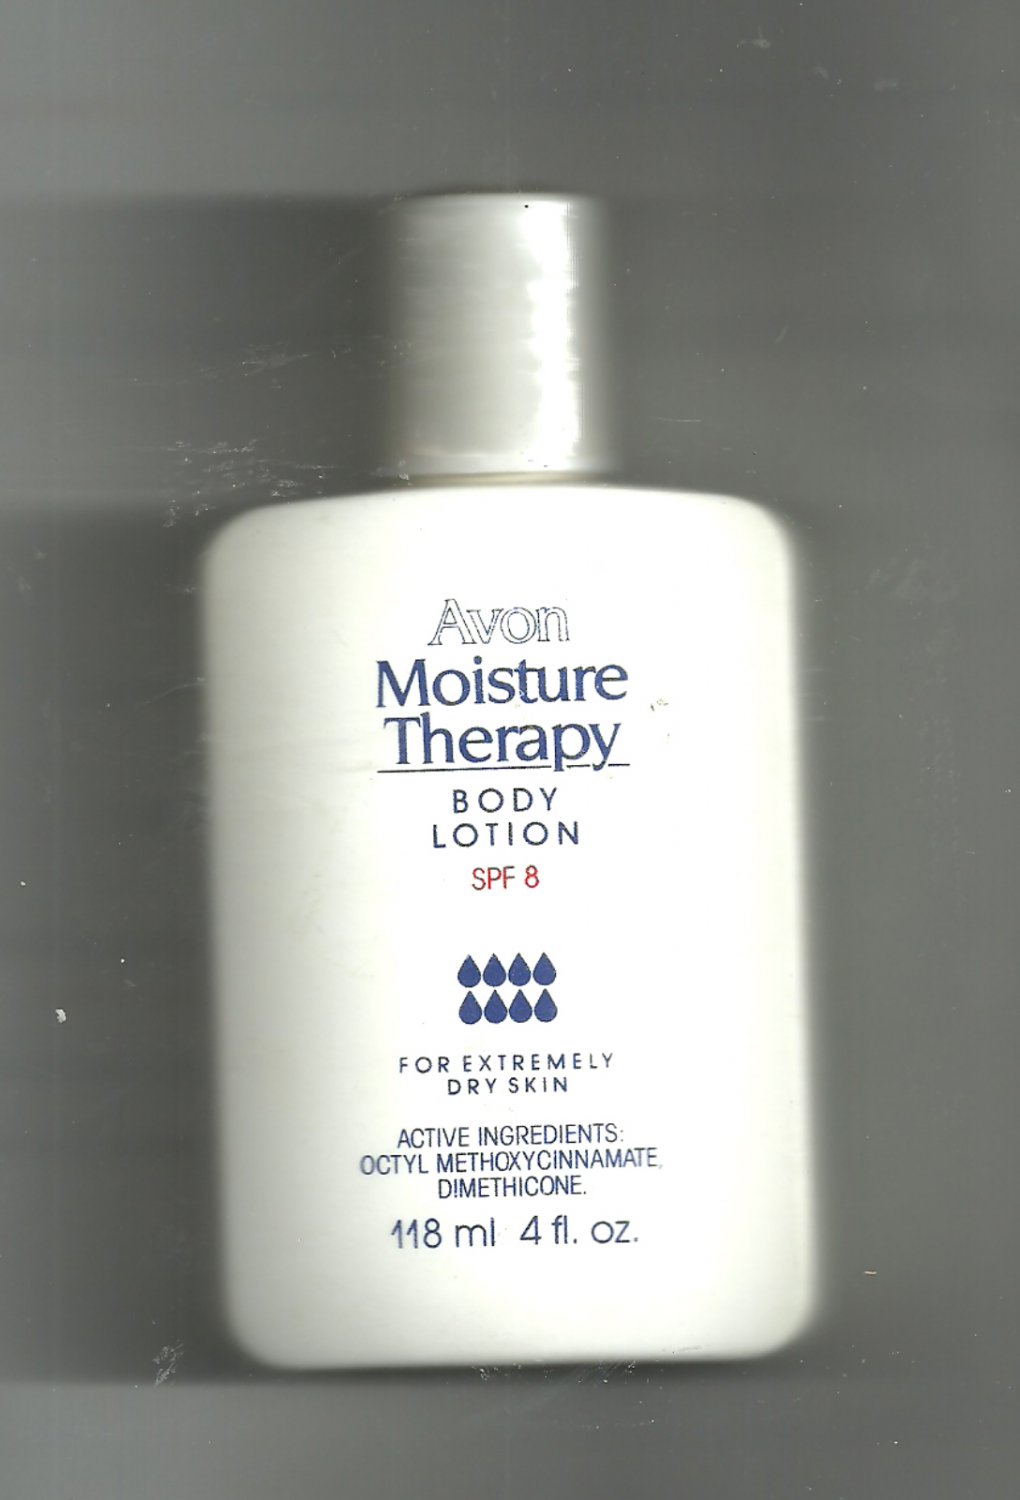 Avon
Moisture
Therapy
BODY
LOTION
SPF 8
FOR EXTREMELY
DRY SKIN
ACTIVE INGREDIENTS:
OCTYL METHOXYCINNAMATE,
DIMETHICONE.
118 ml 4 fl. oz.